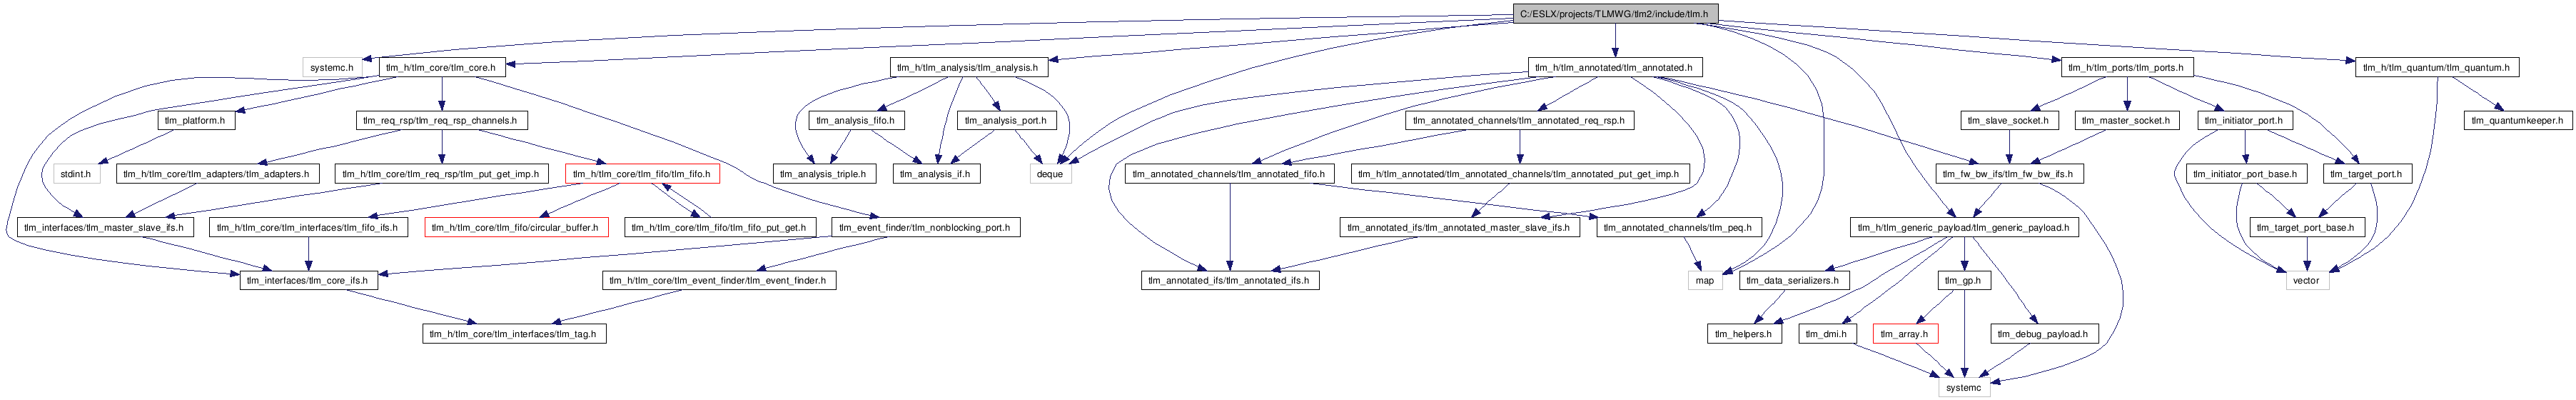 C:/ESLX/projects/TLMWG/tlm2/include/tlm.h
systemc.h
tlm_h/tlm_core/tlm_core.h
tlm_h/tlm_analysis/tlm_analysis.h
tlm_h/tlm_annotated/tlm_annotated.h
tlm_h/tlm_ports/tlm_ports.h
tlm_h/tlm_quantum/tlm_quantum.h
tlm_platform.h
tlm_req_rsp/tlm_req_rsp_channels.h
tlm_analysis_fifo.h
tlm_analysis_port.h
tlm_annotated_channels/tlm_annotated_req_rsp.h
tlm_slave_socket.h
tlm_master_socket.h
tlm_initiator_port.h
tlm_quantumkeeper.h
stdint.h
tlm_h/tlm_core/tlm_adapters/tlm_adapters.h
tlm_h/tlm_core/tlm_req_rsp/tlm_put_get_imp.h
tlm_h/tlm_core/tlm_fifo/tlm_fifo.h
tlm_analysis_triple.h
tlm_analysis_if.h
deque
tlm_annotated_channels/tlm_annotated_fifo.h
tlm_h/tlm_annotated/tlm_annotated_channels/tlm_annotated_put_get_imp.h
tlm_fw_bw_ifs/tlm_fw_bw_ifs.h
tlm_initiator_port_base.h
tlm_target_port.h
tlm_interfaces/tlm_master_slave_ifs.h
tlm_h/tlm_core/tlm_interfaces/tlm_fifo_ifs.h
tlm_h/tlm_core/tlm_fifo/circular_buffer.h
tlm_h/tlm_core/tlm_fifo/tlm_fifo_put_get.h
tlm_event_finder/tlm_nonblocking_port.h
tlm_annotated_ifs/tlm_annotated_master_slave_ifs.h
tlm_annotated_channels/tlm_peq.h
tlm_h/tlm_generic_payload/tlm_generic_payload.h
tlm_target_port_base.h
tlm_interfaces/tlm_core_ifs.h
tlm_h/tlm_core/tlm_event_finder/tlm_event_finder.h
tlm_annotated_ifs/tlm_annotated_ifs.h
map
tlm_data_serializers.h
tlm_gp.h
vector
tlm_h/tlm_core/tlm_interfaces/tlm_tag.h
tlm_helpers.h
tlm_dmi.h
tlm_array.h
tlm_debug_payload.h
systemc